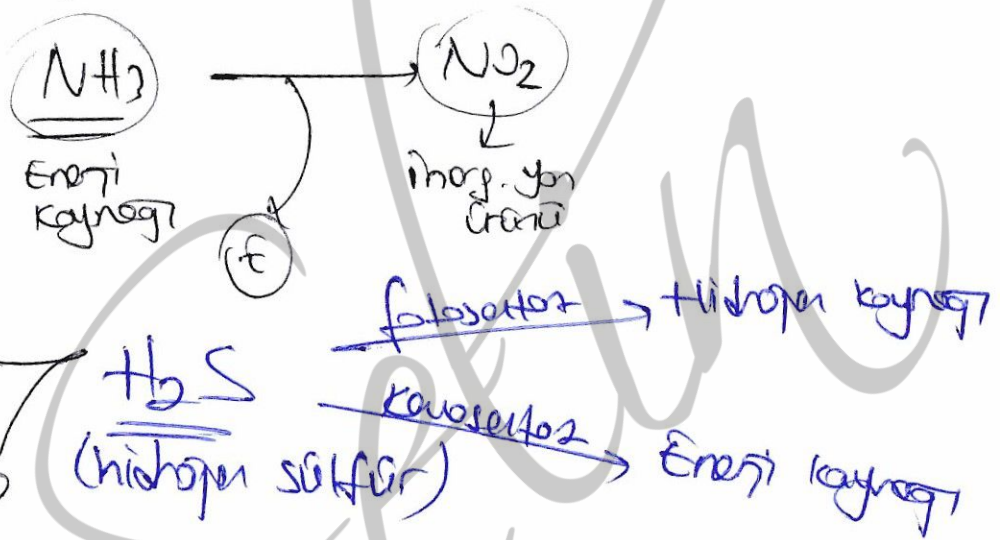 NH3 → NO2
Enerji
kaynağı
inorg. yan
ürünü
E
fotosentez → Hidrojen kaynağı
H2S
kemosentez → Enerji kaynağı
(hidrojen sülfür)